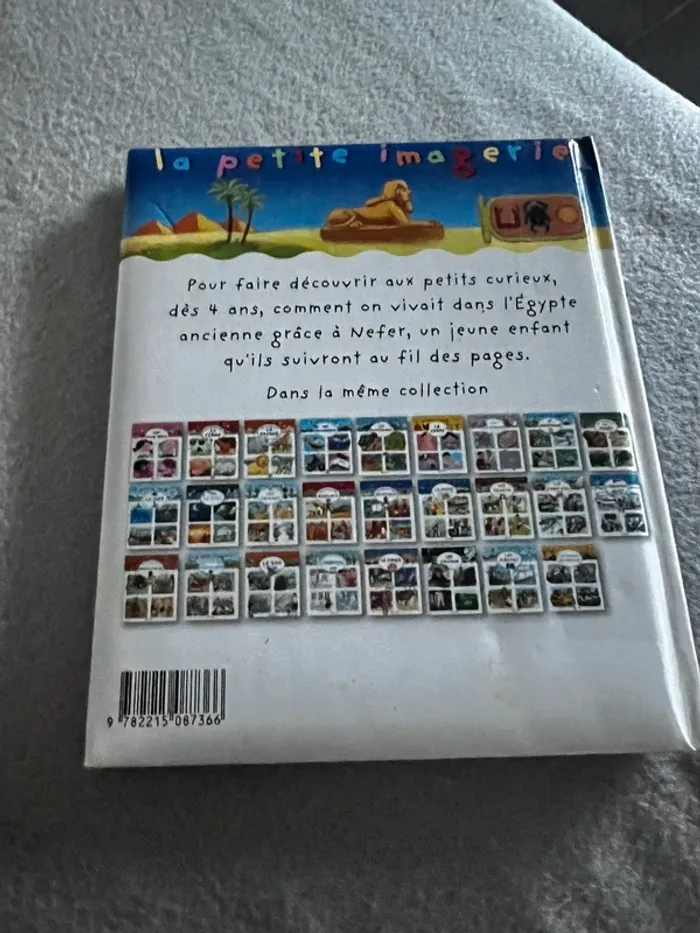 la petite imagerie
Pour faire découvrir aux petits curieux,
dès 4 ans, comment on vivait dans l'Égypte
ancienne grâce à Nefer, un jeune enfant
qu'ils suivront au fil des pages.
Dans la même collection
9 782215 087366